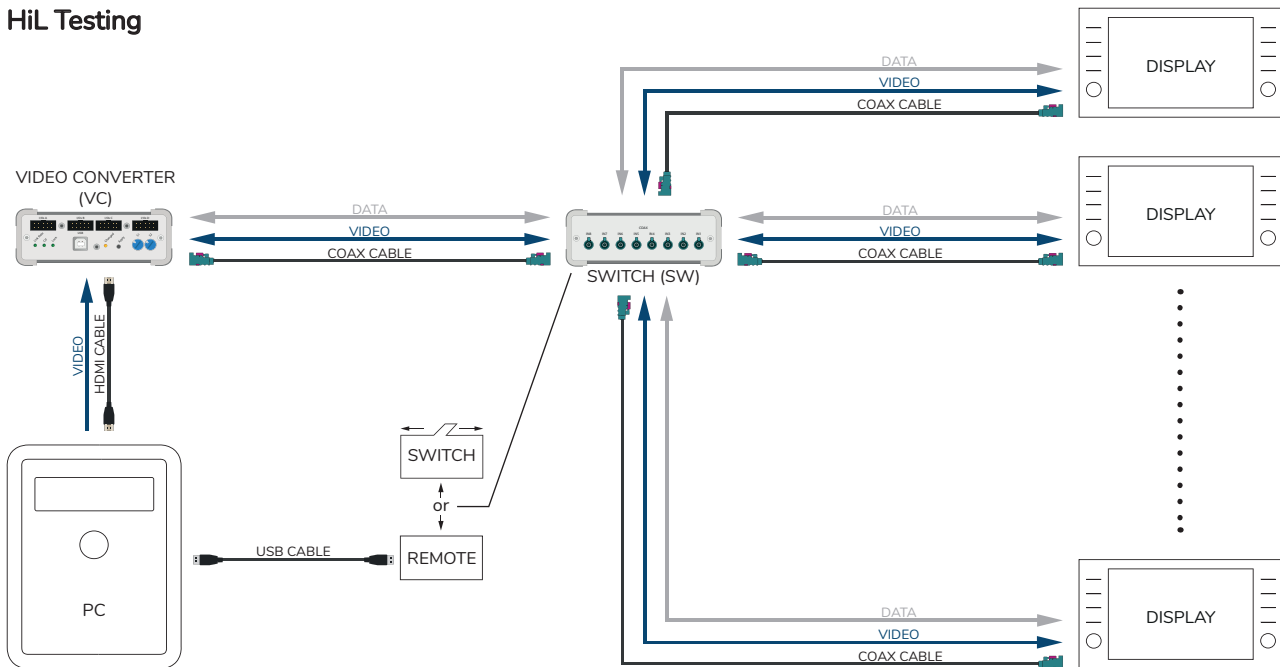 HiL Testing
DATA
VIDEO
COAX CABLE
DISPLAY
VIDEO CONVERTER
(VC)
DATA
VIDEO
COAX CABLE
COAX
SWITCH (SW)
DATA
VIDEO
COAX CABLE
DISPLAY
VIDEO
HDMI CABLE
SWITCH
or
REMOTE
USB CABLE
PC
DATA
VIDEO
COAX CABLE
DISPLAY